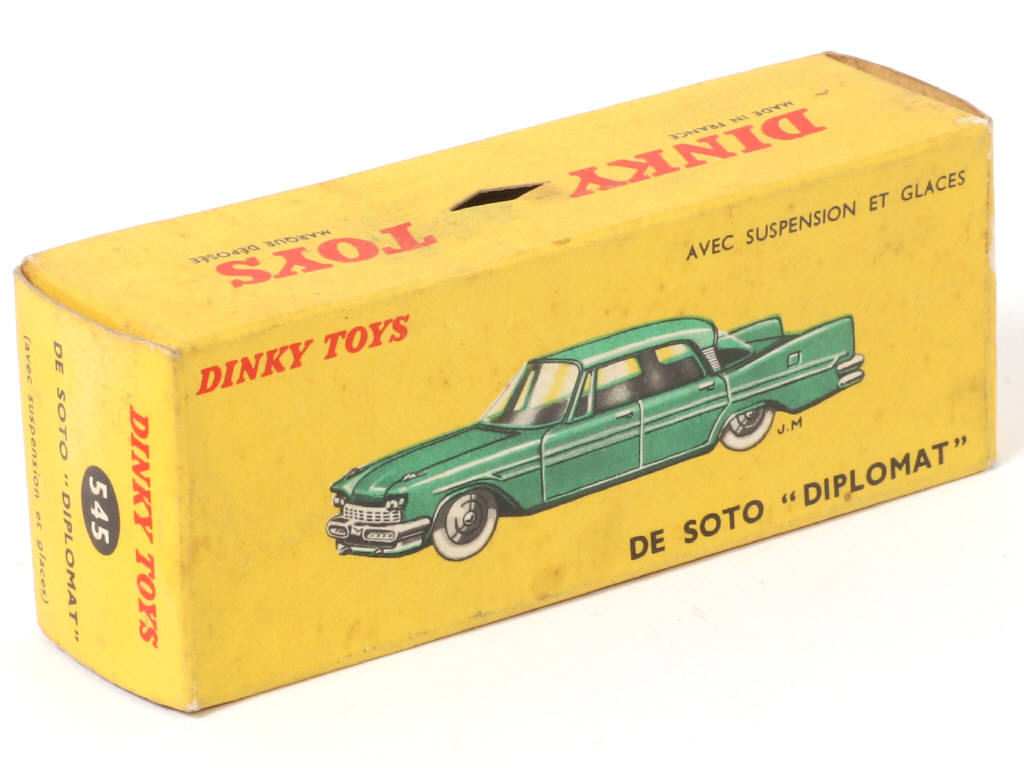 MADE IN FRANCE
DINKY
TOYS
MARQUE DÉPOSÉE
AVEC SUSPENSION ET GLACES
DINKY TOYS
J.M
DE SOTO "DIPLOMAT"
DINKY TOYS
545
DE SOTO "DIPLOMAT"
(avec suspension et glaces)